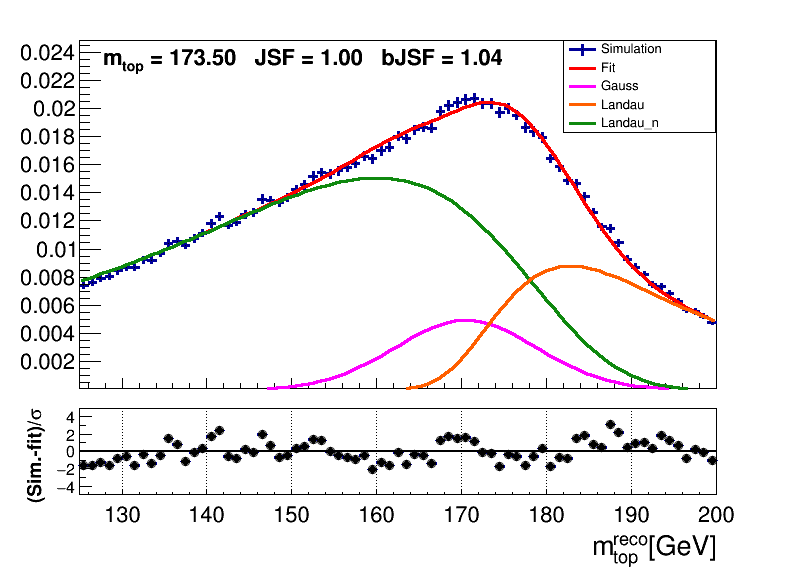 m_top = 173.50 JSF = 1.00 bJSF = 1.04
Simulation
Fit
Gauss
Landau
Landau_n
0.024
0.022
0.02
0.018
0.016
0.014
0.012
0.01
0.008
0.006
0.004
0.002
(Sim.-fit)/σ
4
2
0
−2
−4
130 140 150 160 170 180 190 200
m_top^reco[GeV]